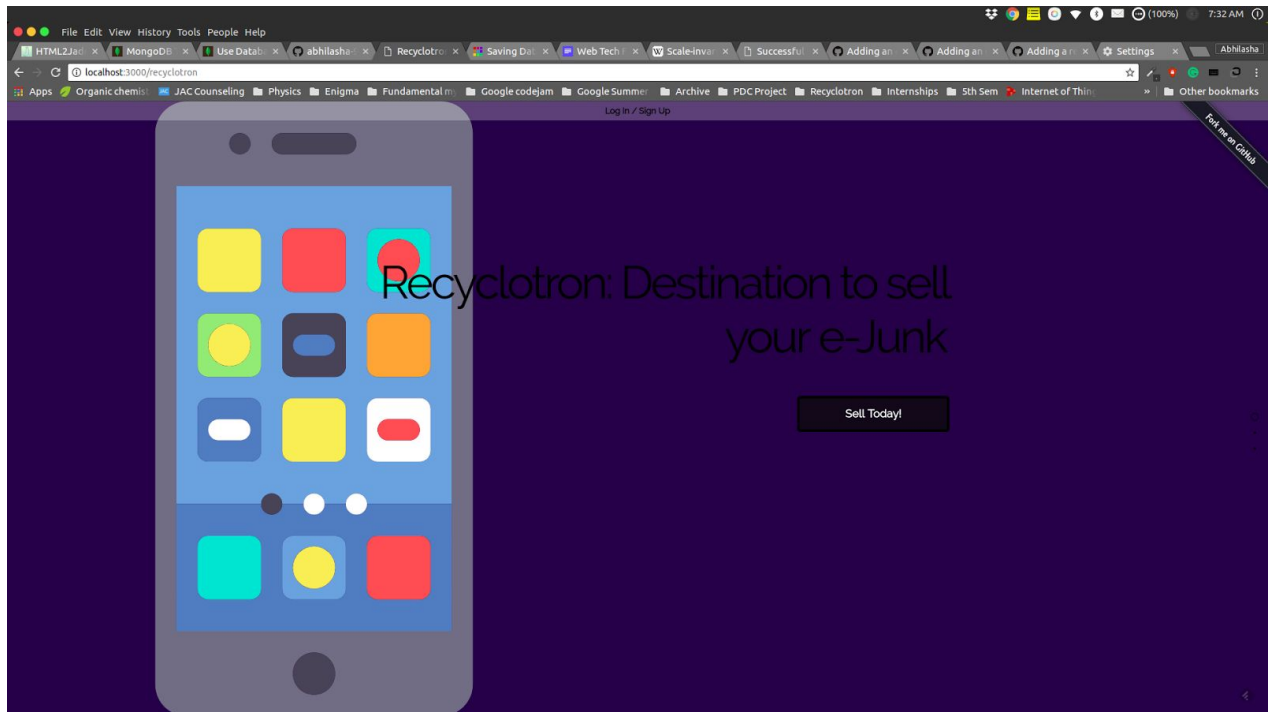 (100%) 7:32 AM
File Edit View History Tools People Help
HTML2Jad MongoDB Use Datab abhilasha Recyclotro Saving Dat Web Tech Scale-invar Successful Adding an Adding an Adding a r Settings Abhilasha
localhost:3000/recyclotron
Apps Organic chemist JAC Counseling Physics Enigma Fundamental m Google codejam Google Summer Archive PDC Project Recyclotron Internships 5th Sem Internet of Thing » Other bookmarks
Log In / Sign Up
Fork me on GitHub
Recyclotron: Destination to sell
your e-Junk
Sell Today!